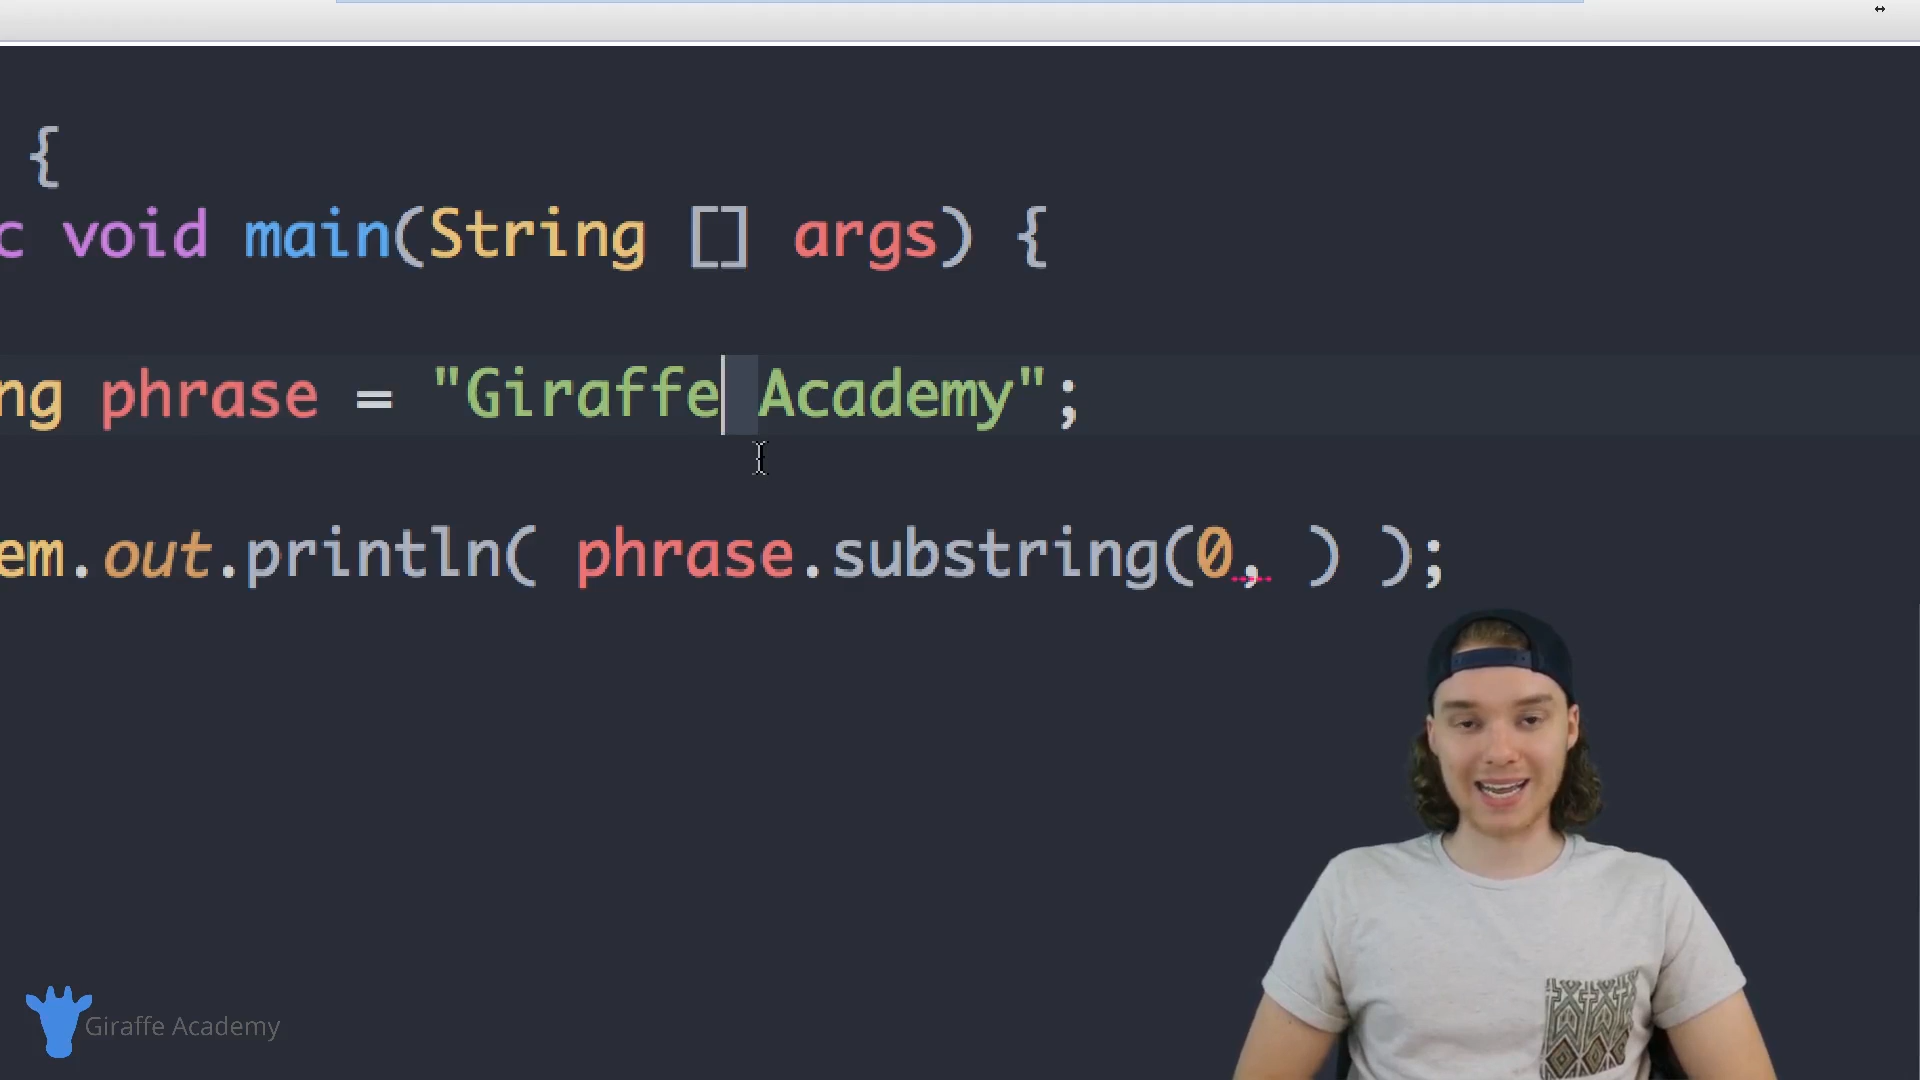 {
c void main(String [] args) {
ng phrase = "Giraffe Academy";
em.out.println( phrase.substring(0, ) );
Giraffe Academy